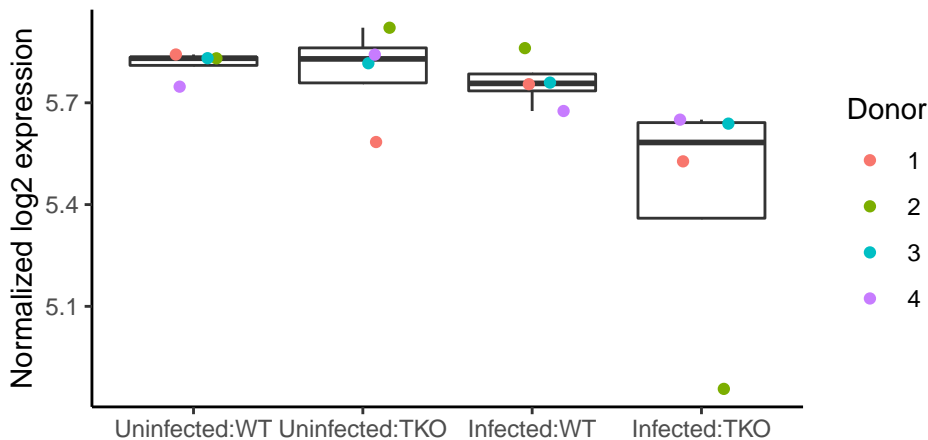 Normalized log2 expression
5.7
5.4
5.1
Uninfected:WT Uninfected:TKO Infected:WT Infected:TKO
Donor
1
2
3
4